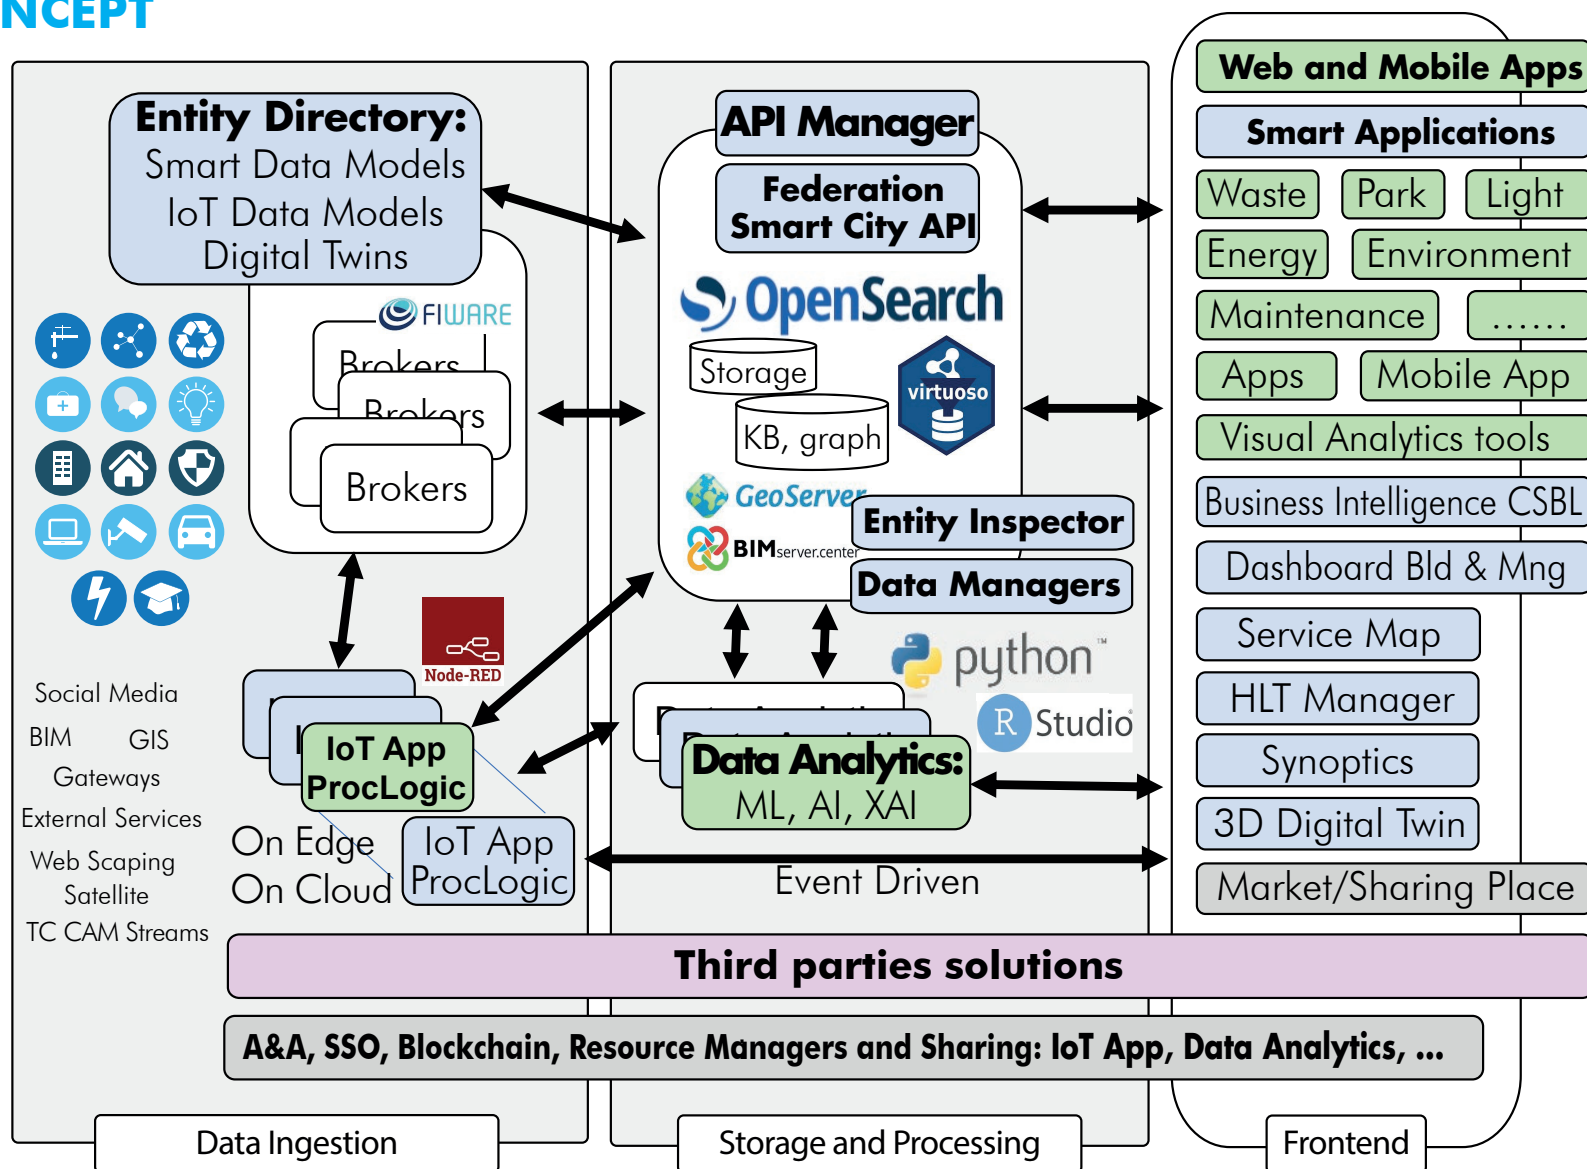 NCEPT
Entity Directory:
Smart Data Models
IoT Data Models
Digital Twins
FIWARE
Brokers
Brokers
Brokers
Node-RED
IoT App
ProcLogic
On Edge
On Cloud
IoT App
ProcLogic
Social Media
BIM GIS
Gateways
External Services
Web Scaping
Satellite
TC CAM Streams
API Manager
Federation
Smart City API
OpenSearch
Storage
KB, graph
virtuoso
GeoServer
BIMserver.center
Entity Inspector
Data Managers
python™
R Studio
Data Analytics:
ML, AI, XAI
Event Driven
Web and Mobile Apps
Smart Applications
Waste Park Light
Energy Environment
Maintenance ......
Apps Mobile App
Visual Analytics tools
Business Intelligence CSBL
Dashboard Bld & Mng
Service Map
HLT Manager
Synoptics
3D Digital Twin
Market/Sharing Place
Third parties solutions
A&A, SSO, Blockchain, Resource Managers and Sharing: IoT App, Data Analytics, ...
Data Ingestion
Storage and Processing
Frontend